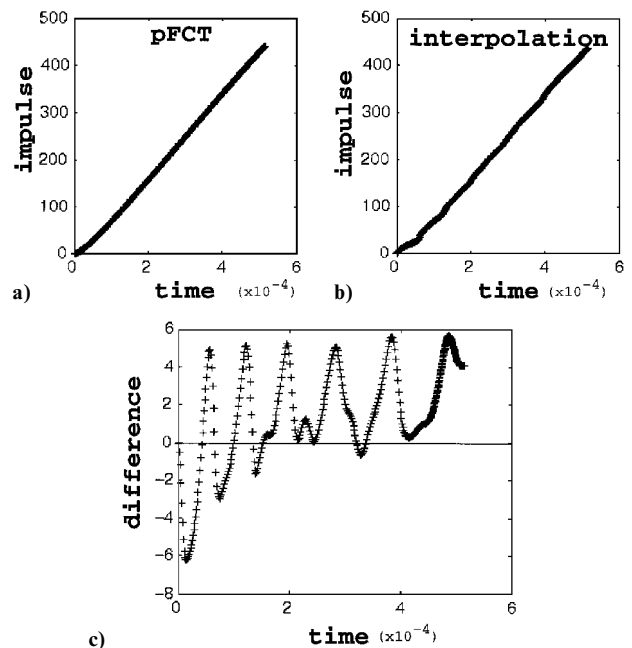 pFCT
500
400
300
200
100
0
impulse
0 2 4 6
time (x10⁻⁴)
a)
interpolation
500
400
300
200
100
0
impulse
0 2 4 6
time (x10⁻⁴)
b)
6
4
2
0
−2
−4
−6
−8
difference
0 2 4 6
time (x10⁻⁴)
c)